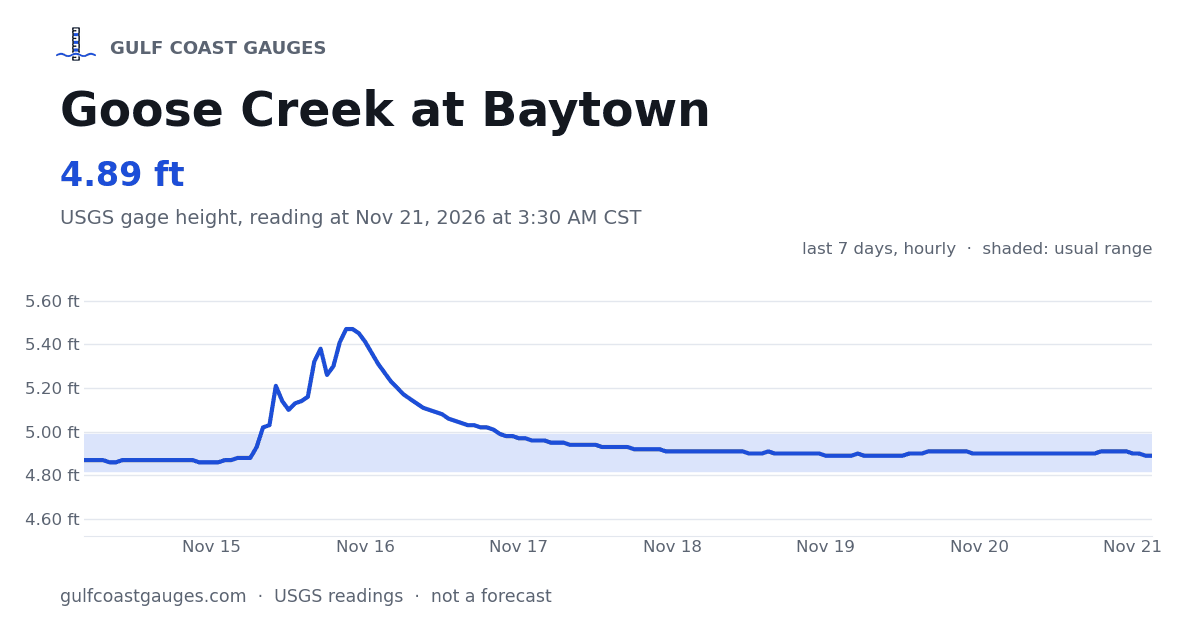 GULF COAST GAUGES
Goose Creek at Baytown
4.89 ft
USGS gage height, reading at Nov 21, 2026 at 3:30 AM CST
last 7 days, hourly · shaded: usual range
5.60 ft
5.40 ft
5.20 ft
5.00 ft
4.80 ft
4.60 ft
Nov 15 Nov 16 Nov 17 Nov 18 Nov 19 Nov 20 Nov 21
gulfcoastgauges.com · USGS readings · not a forecast